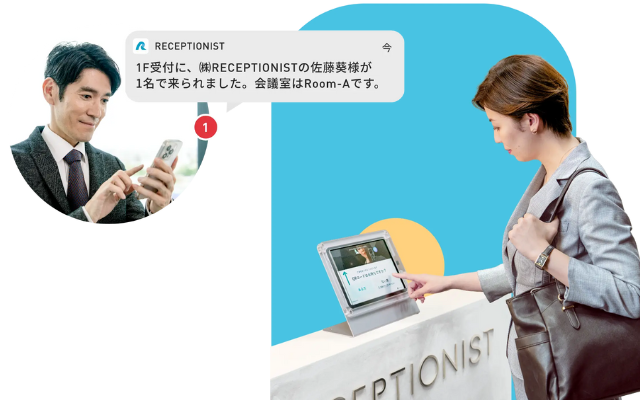 RECEPTIONIST
今
1F受付に、㈱RECEPTIONISTの佐藤葵様が
1名で来られました。会議室はRoom-Aです。
1
CEPTIONIST